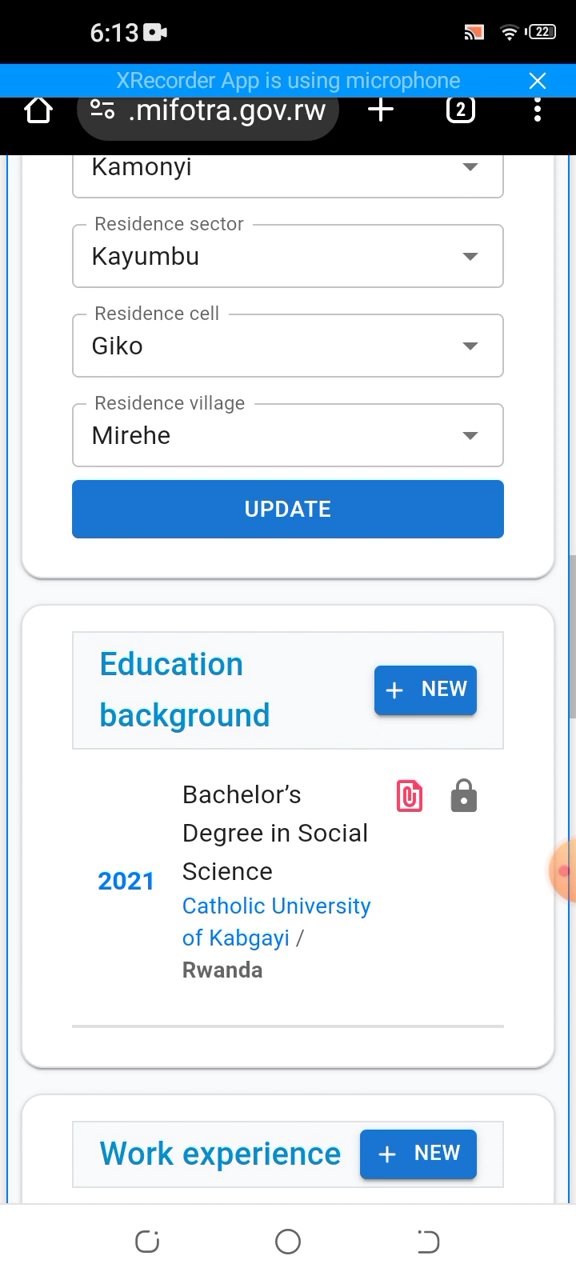 6:13
22
XRecorder App is using microphone
.mifotra.gov.rw
2
Kamonyi
Residence sector
Kayumbu
Residence cell
Giko
Residence village
Mirehe
UPDATE
Education
background
+ NEW
Bachelor’s
Degree in Social
Science
2021
Catholic University
of Kabgayi /
Rwanda
Work experience
+ NEW